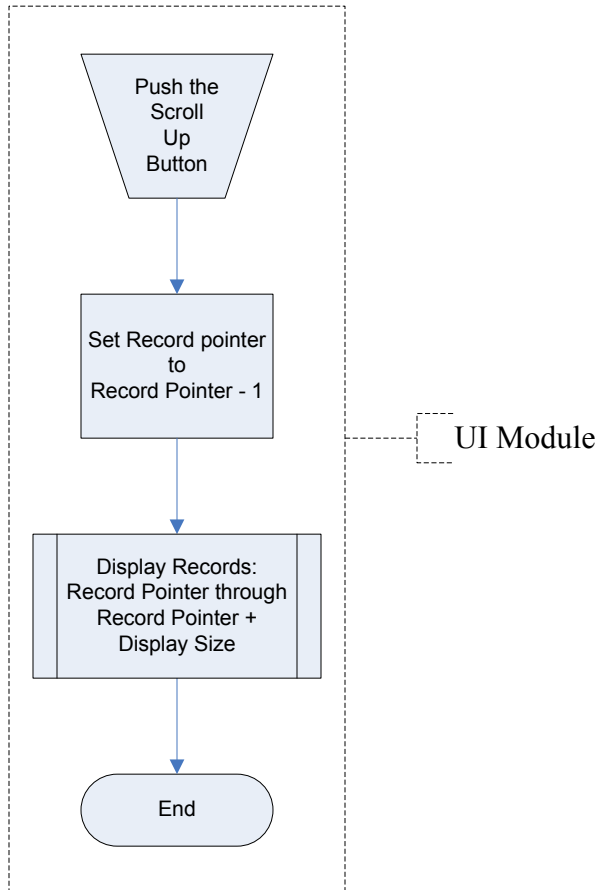 Push the
Scroll
Up
Button
Set Record pointer
to
Record Pointer - 1
UI Module
Display Records:
Record Pointer through
Record Pointer +
Display Size
End